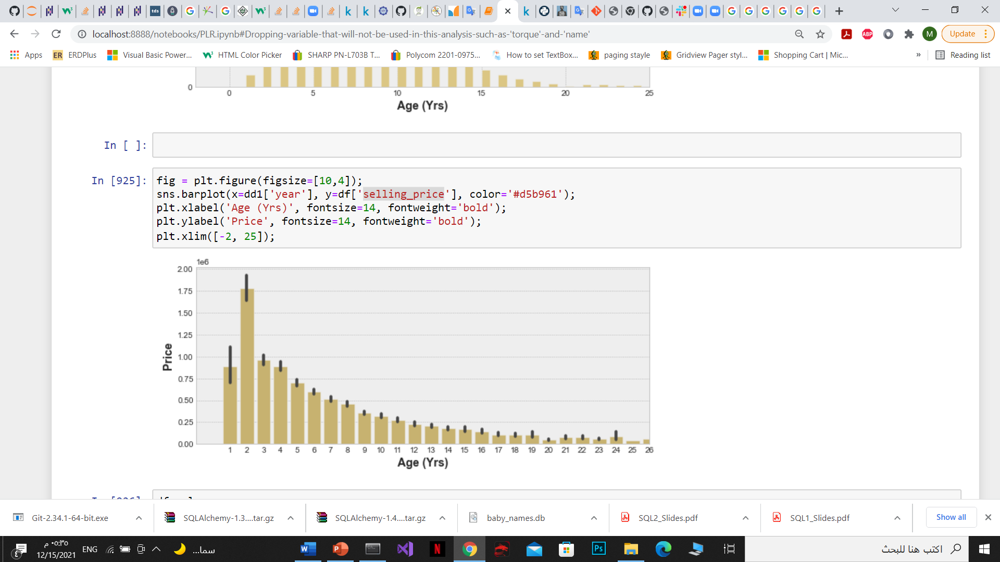 tds
localhost:8888/notebooks/PLR.ipynb#Dropping-variable-that-will-not-be-used-in-this-analysis-such-as-'torque'-and-'name'
ABP
M
Update
Apps
ER ERDPlus
Visual Basic Power...
HTML Color Picker
SHARP PN-L703B T...
Polycom 2201-0975...
How to set TextBox...
paging stayle
Gridview Pager styl...
Shopping Cart | Mic...
»
Reading list
0
0 5 10 15 20 25
Age (Yrs)
In [ ]:
In [925]:
fig = plt.figure(figsize=[10,4]);
sns.barplot(x=dd1['year'], y=df['selling_price'], color='#d5b961');
plt.xlabel('Age (Yrs)', fontsize=14, fontweight='bold');
plt.ylabel('Price', fontsize=14, fontweight='bold');
plt.xlim([-2, 25]);
1e6
2.00
1.75
1.50
1.25
1.00
0.75
0.50
0.25
0.00
Price
1 2 3 4 5 6 7 8 9 10 11 12 13 14 15 16 17 18 19 20 21 22 23 24 25 26
Age (Yrs)
Git-2.34.1-64-bit.exe
SQLAlchemy-1.3....tar.gz
SQLAlchemy-1.4....tar.gz
baby_names.db
SQL2_Slides.pdf
SQL1_Slides.pdf
Show all
٤
٠٥:٣٥ م
12/15/2021
ENG
سما...
Ps
اكتب هنا للبحث